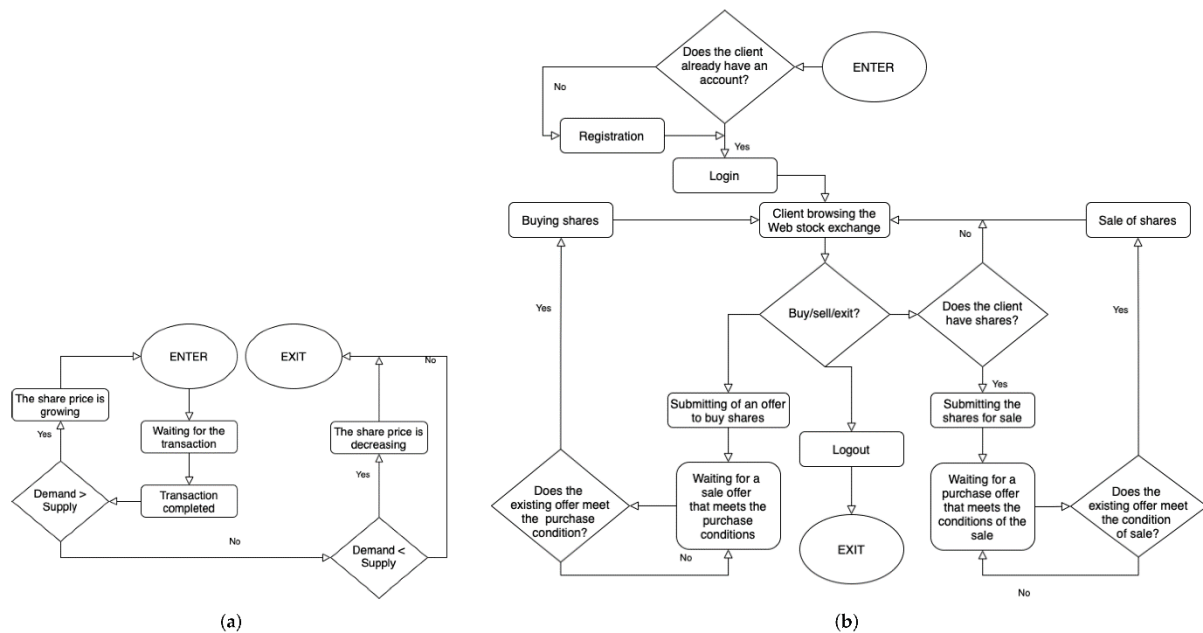 ENTER
EXIT
The share price is
growing
Waiting for the
transaction
The share price is
decreasing
No
Yes
Yes
Demand >
Supply
Transaction
completed
No
Demand <
Supply
(a)
Does the client
already have an
account?
ENTER
No
Registration
Yes
Login
Buying shares
Client browsing the
Web stock exchange
Sale of shares
No
Yes
Buy/sell/exit?
Does the client
have shares?
Yes
Yes
Submitting of an offer
to buy shares
Submitting the
shares for sale
Logout
Does the
existing offer meet
the purchase
condition?
Waiting for a
sale offer
that meets the
purchase
conditions
EXIT
Waiting for a
purchase offer
that meets the
conditions of the
sale
Does the
existing offer meet
the condition
of sale?
No
No
(b)